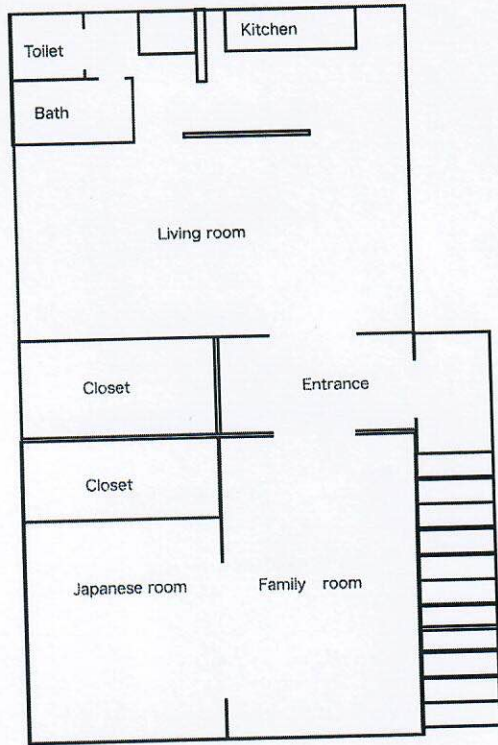 Toilet
Kitchen
Bath
Living room
Closet
Entrance
Closet
Japanese room
Family room